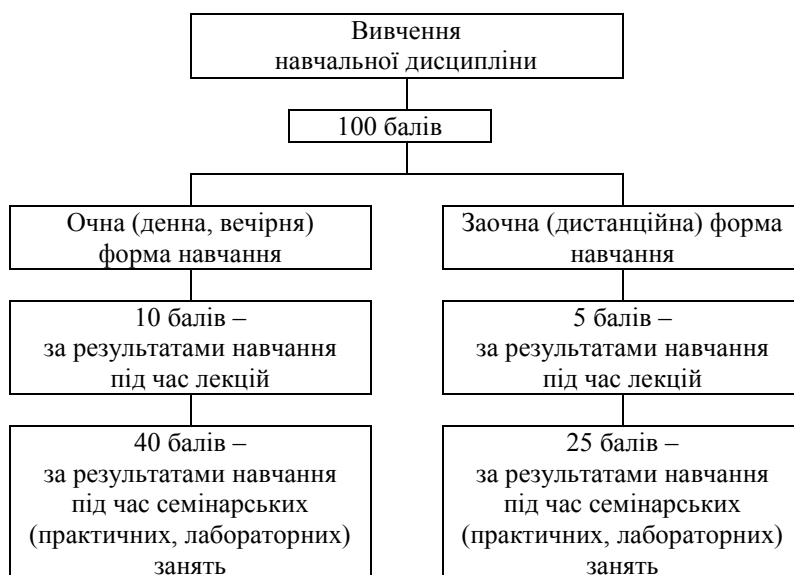 Вивчення
навчальної дисципліни
100 балів
Очна (денна, вечірня)
форма навчання
Заочна (дистанційна) форма
навчання
10 балів –
за результатами навчання
під час лекцій
5 балів –
за результатами навчання
під час лекцій
40 балів –
за результатами навчання
під час семінарських
(практичних, лабораторних)
занять
25 балів –
за результатами навчання
під час семінарських
(практичних, лабораторних)
занять